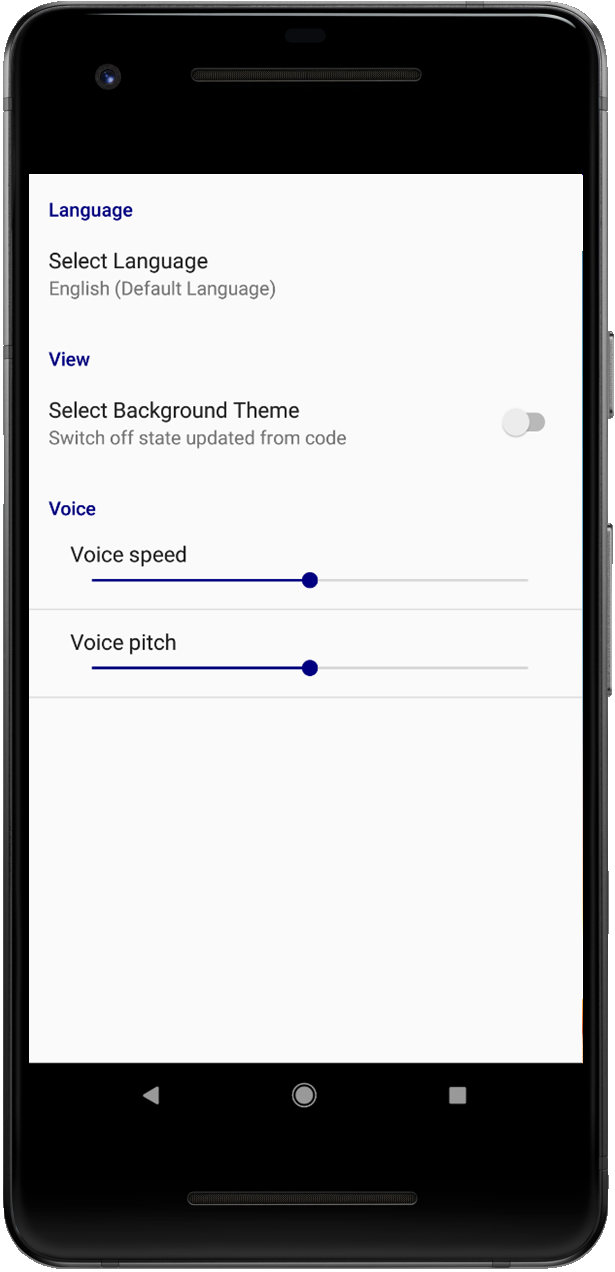 Language
Select Language
English (Default Language)
View
Select Background Theme
Switch off state updated from code
Voice
Voice speed
Voice pitch